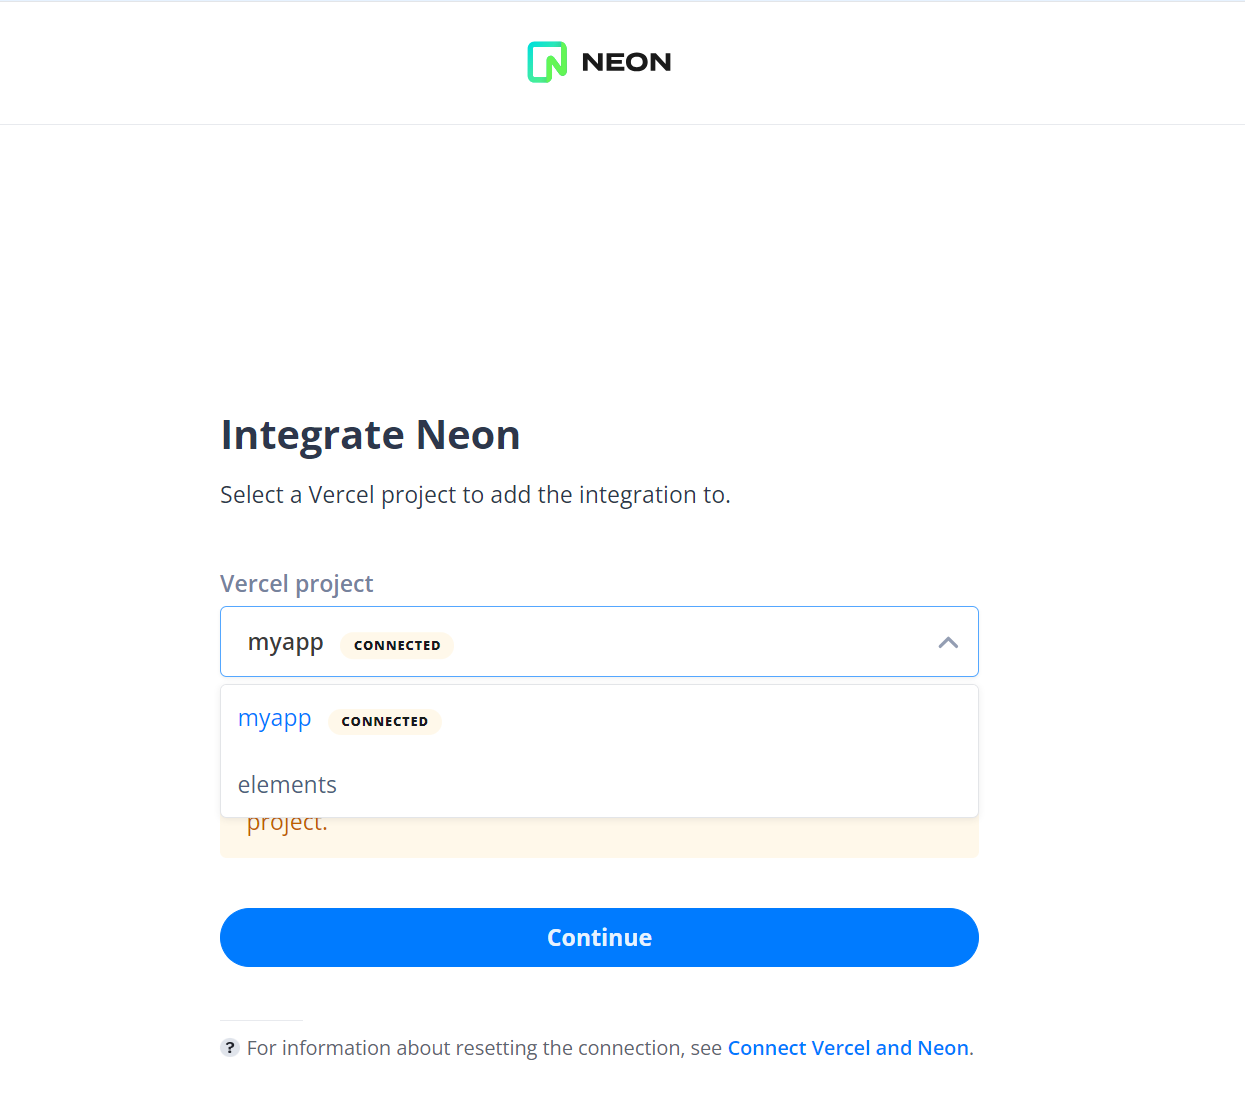 NEON
Integrate Neon
Select a Vercel project to add the integration to.
Vercel project
myapp CONNECTED
myapp CONNECTED
elements
project.
Continue
? For information about resetting the connection, see Connect Vercel and Neon.